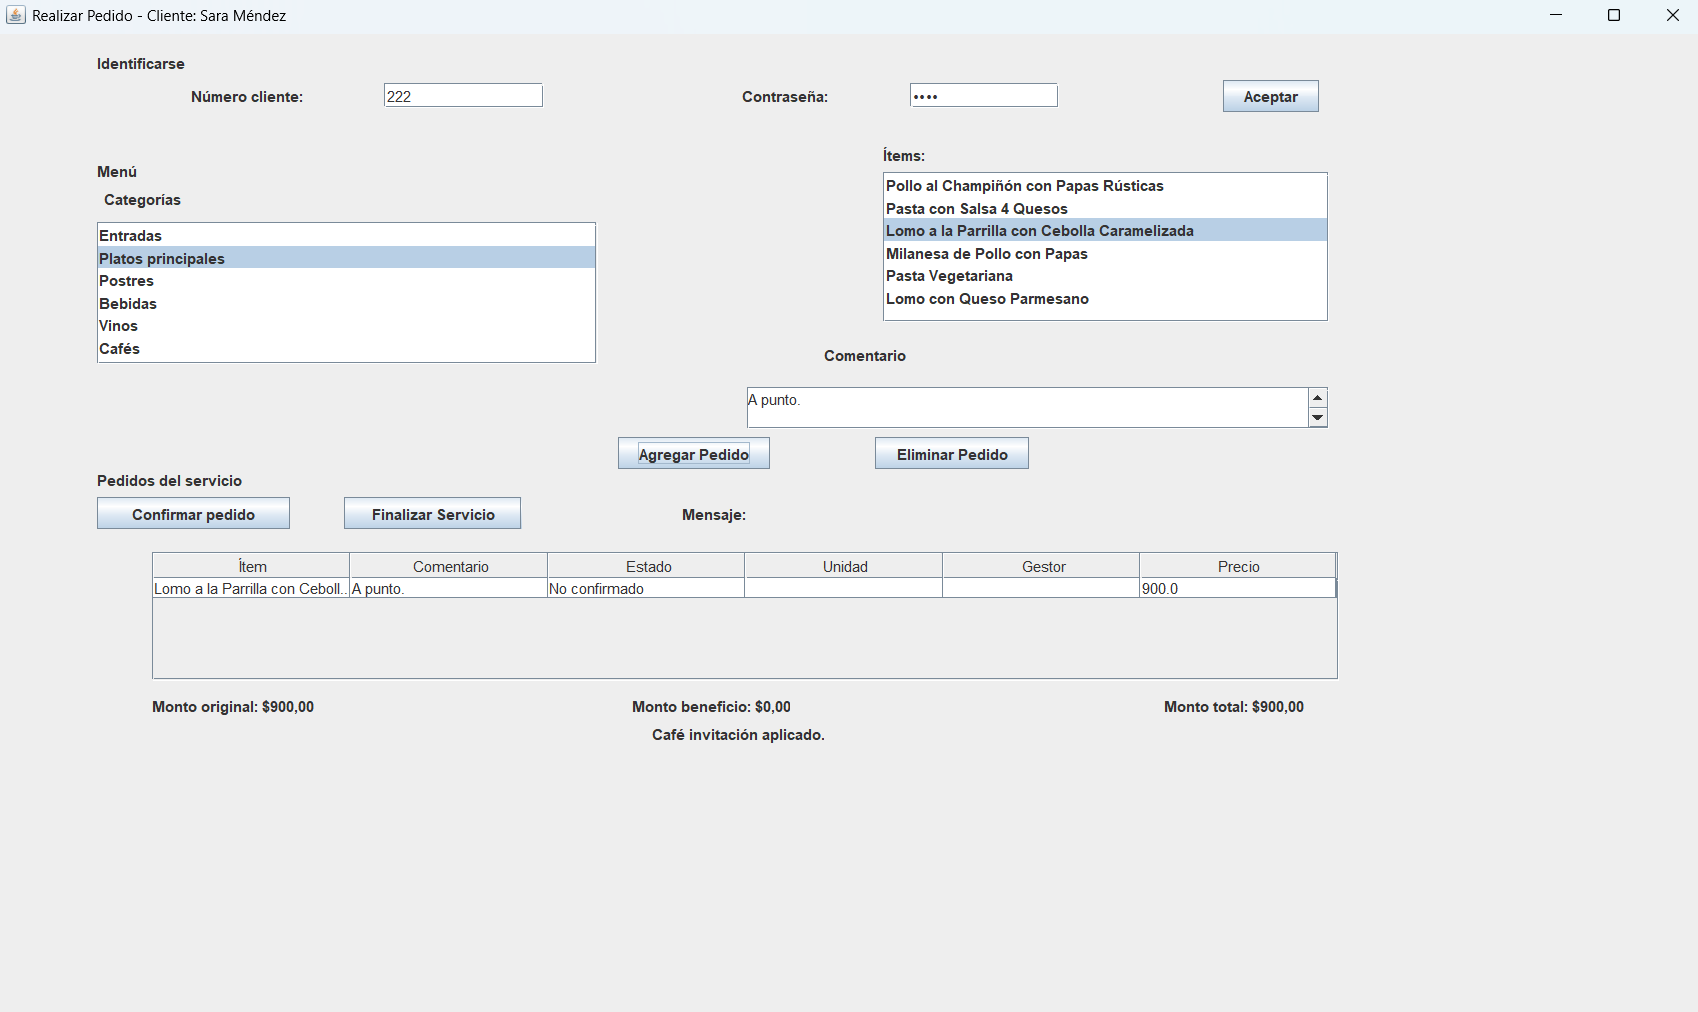 Realizar Pedido - Cliente: Sara Méndez
Identificarse
Número cliente: 222 Contraseña: •••• Aceptar
Menú
Categorías
Entradas
Platos principales
Postres
Bebidas
Vinos
Cafés
Ítems:
Pollo al Champiñón con Papas Rústicas
Pasta con Salsa 4 Quesos
Lomo a la Parrilla con Cebolla Caramelizada
Milanesa de Pollo con Papas
Pasta Vegetariana
Lomo con Queso Parmesano
Comentario
A punto.
Agregar Pedido Eliminar Pedido
Pedidos del servicio
Confirmar pedido Finalizar Servicio Mensaje:
Ítem Comentario Estado Unidad Gestor Precio
Lomo a la Parrilla con Ceboll.. A punto. No confirmado 900.0
Monto original: $900,00 Monto beneficio: $0,00 Monto total: $900,00
Café invitación aplicado.